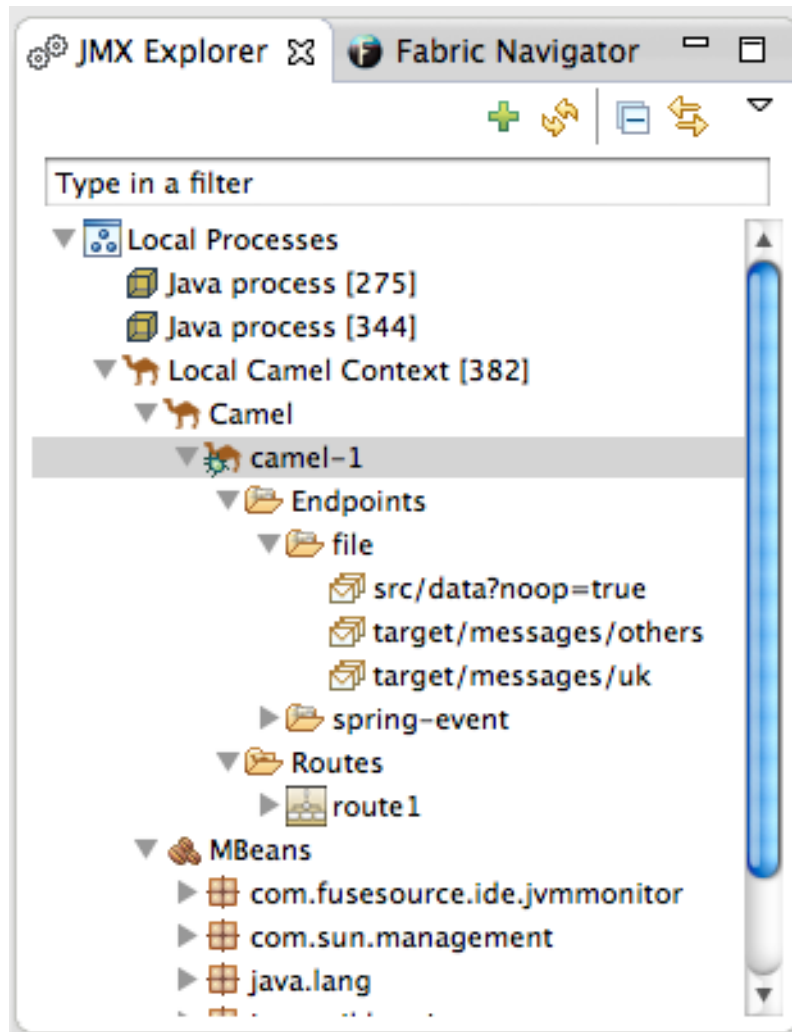 JMX Explorer Fabric Navigator
Type in a filter
Local Processes
Java process [275]
Java process [344]
Local Camel Context [382]
Camel
camel-1
Endpoints
file
src/data?noop=true
target/messages/others
target/messages/uk
spring-event
Routes
route1
MBeans
com.fusesource.ide.jvmmonitor
com.sun.management
java.lang